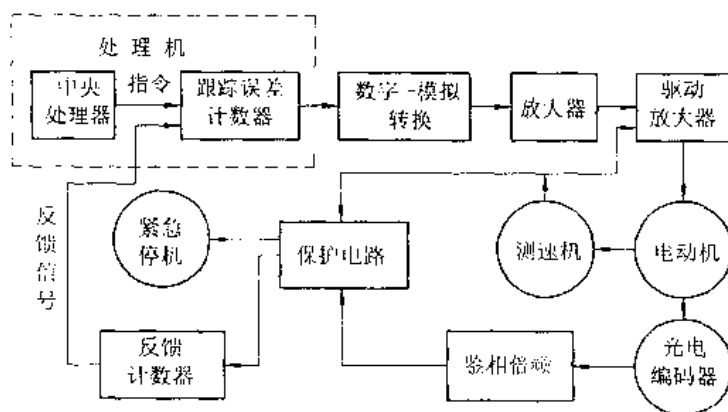 处理机
中央
处理器
指令
跟踪误差
计数器
数字-模拟
转换
放大器
驱动
放大器
反馈信号
紧急
停机
保护电路
测速机
电动机
反馈
计数器
鉴相倍频
光电
编码器